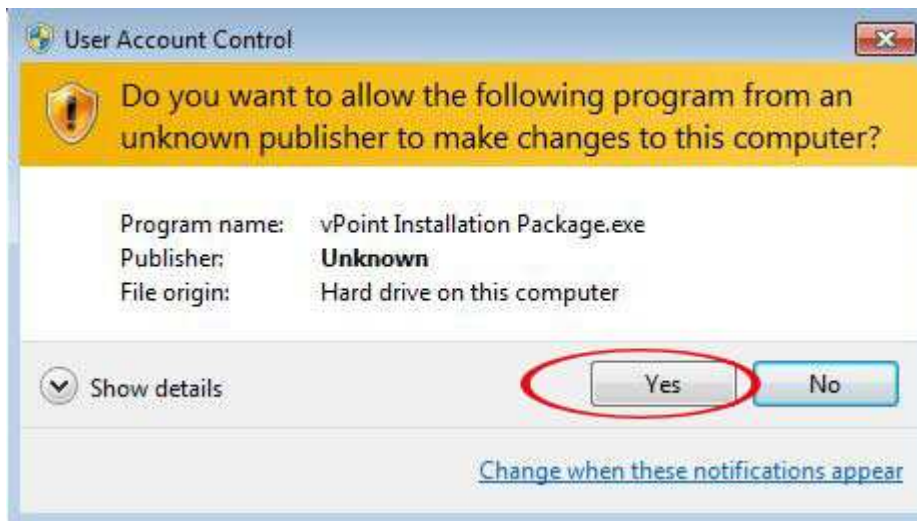 User Account Control
Do you want to allow the following program from an
unknown publisher to make changes to this computer?
Program name: vPoint Installation Package.exe
Publisher: Unknown
File origin: Hard drive on this computer
Show details
Yes
No
Change when these notifications appear